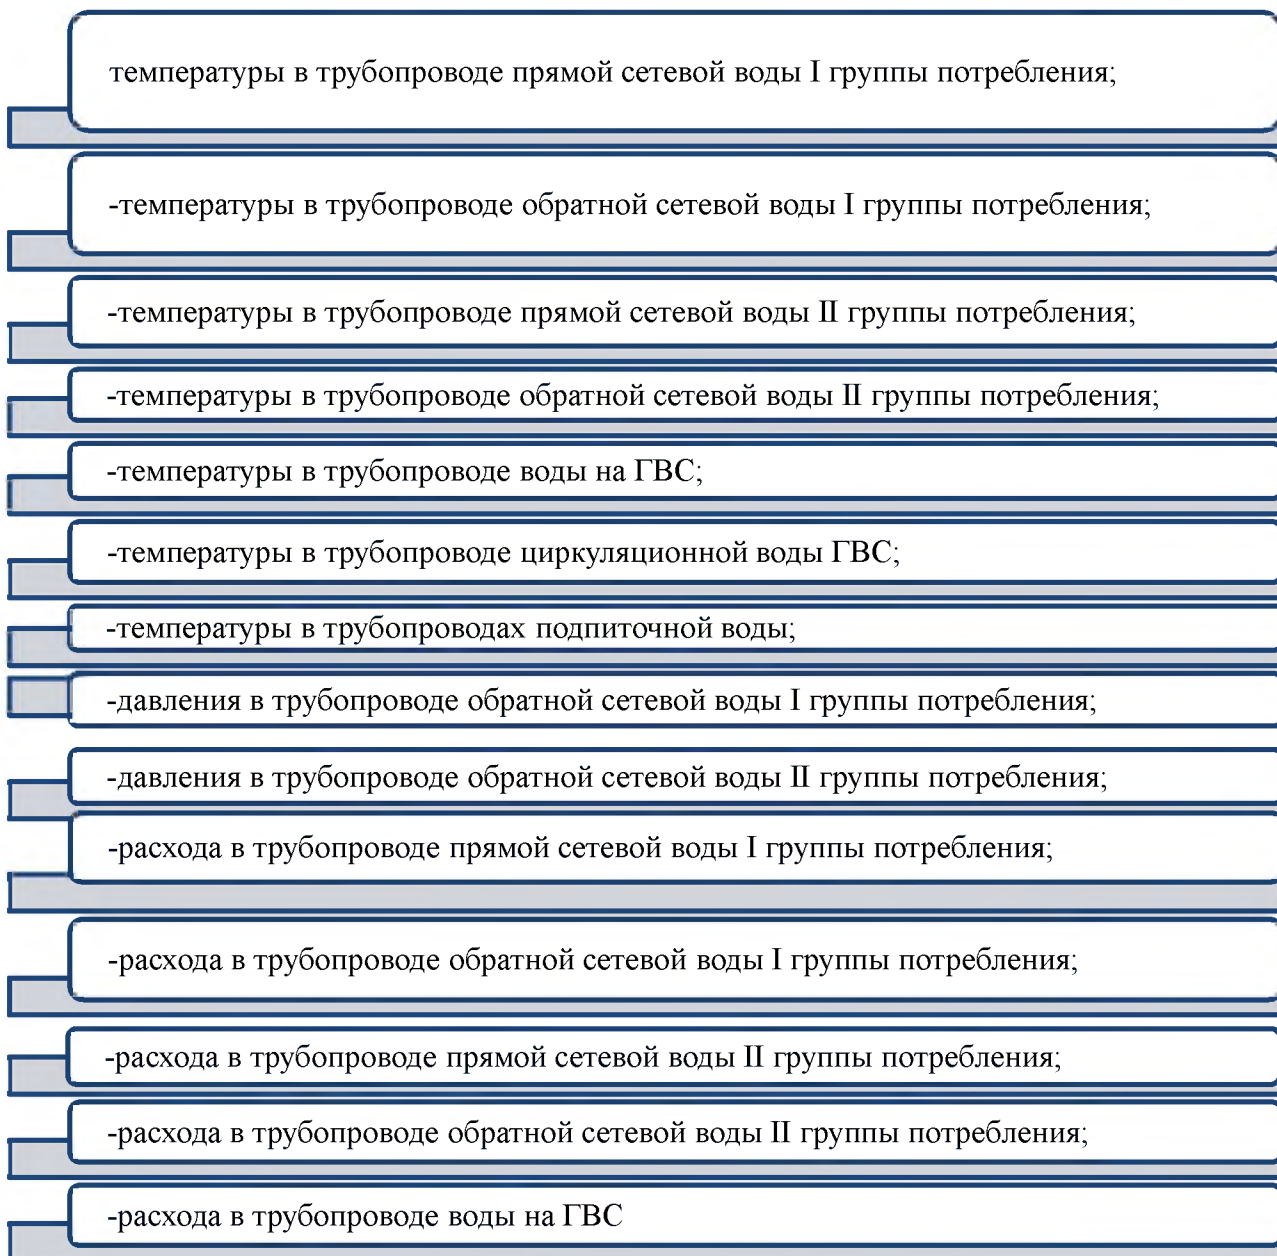 температуры в трубопроводе прямой сетевой воды I группы потребления;
-температуры в трубопроводе обратной сетевой воды I группы потребления;
-температуры в трубопроводе прямой сетевой воды II группы потребления;
-температуры в трубопроводе обратной сетевой воды II группы потребления;
-температуры в трубопроводе воды на ГВС;
-температуры в трубопроводе циркуляционной воды ГВС;
-температуры в трубопроводах подпиточной воды;
-давления в трубопроводе обратной сетевой воды I группы потребления;
-давления в трубопроводе обратной сетевой воды II группы потребления;
-расхода в трубопроводе прямой сетевой воды I группы потребления;
-расхода в трубопроводе обратной сетевой воды I группы потребления;
-расхода в трубопроводе прямой сетевой воды II группы потребления;
-расхода в трубопроводе обратной сетевой воды II группы потребления;
-расхода в трубопроводе воды на ГВС